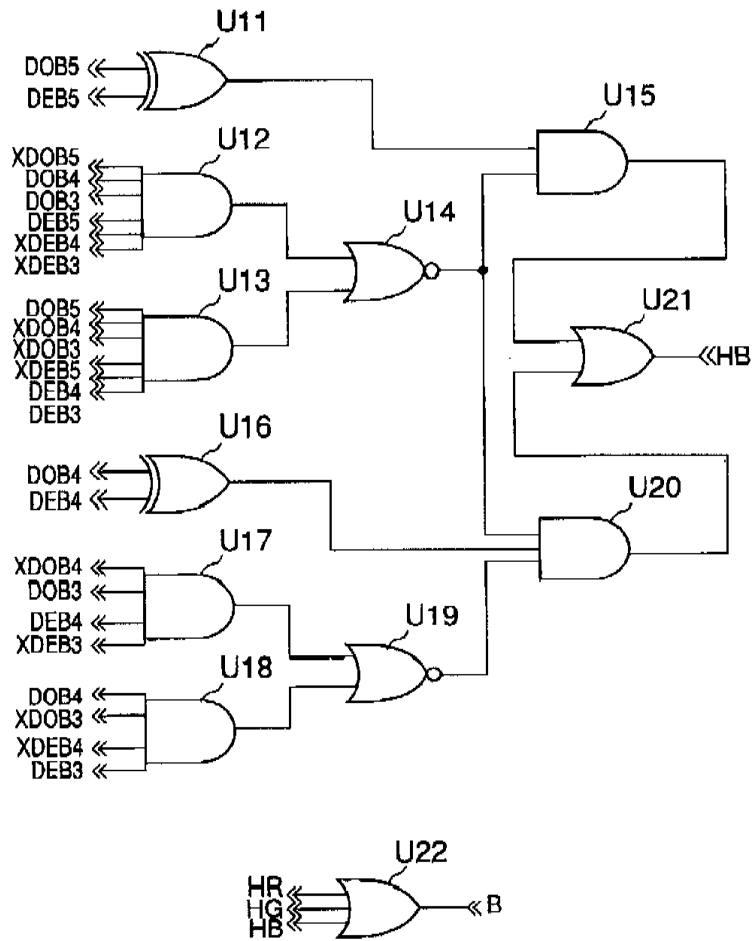 U11
DOB5
DEB5
U15
U12
XDOB5
DOB4
DOB3
DEB5
XDEB4
XDEB3
U14
U13
DOB5
XDOB4
XDOB3
XDEB5
DEB4
DEB3
U21
HB
U16
DOB4
DEB4
U20
U17
XDOB4
DOB3
DEB4
XDEB3
U19
U18
DOB4
XDOB3
XDEB4
DEB3
U22
HR
HG
HB
B